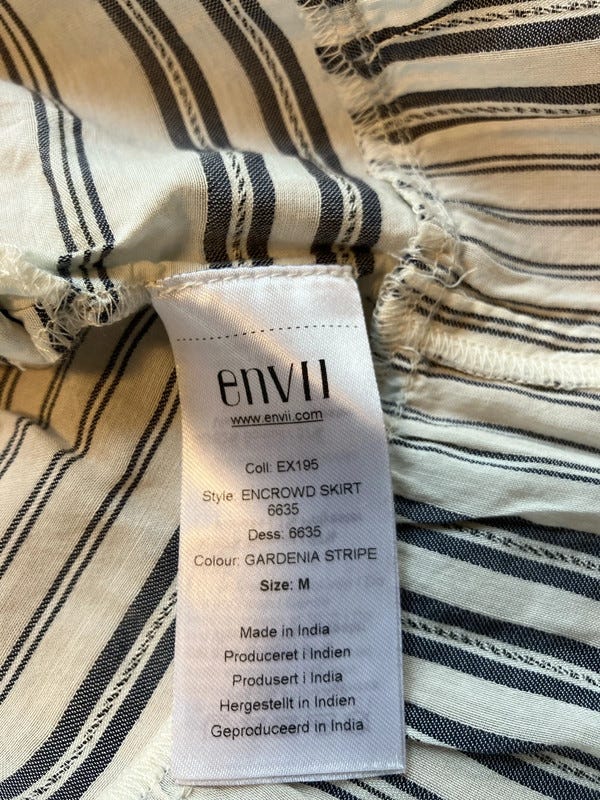 envii
www.envii.com
Coll: EX195
Style: ENCROWD SKIRT
6635
Dess: 6635
Colour: GARDENIA STRIPE
Size: M
Made in India
Produceret i Indien
Produsert i India
Hergestellt in Indien
Geproduceerd in India